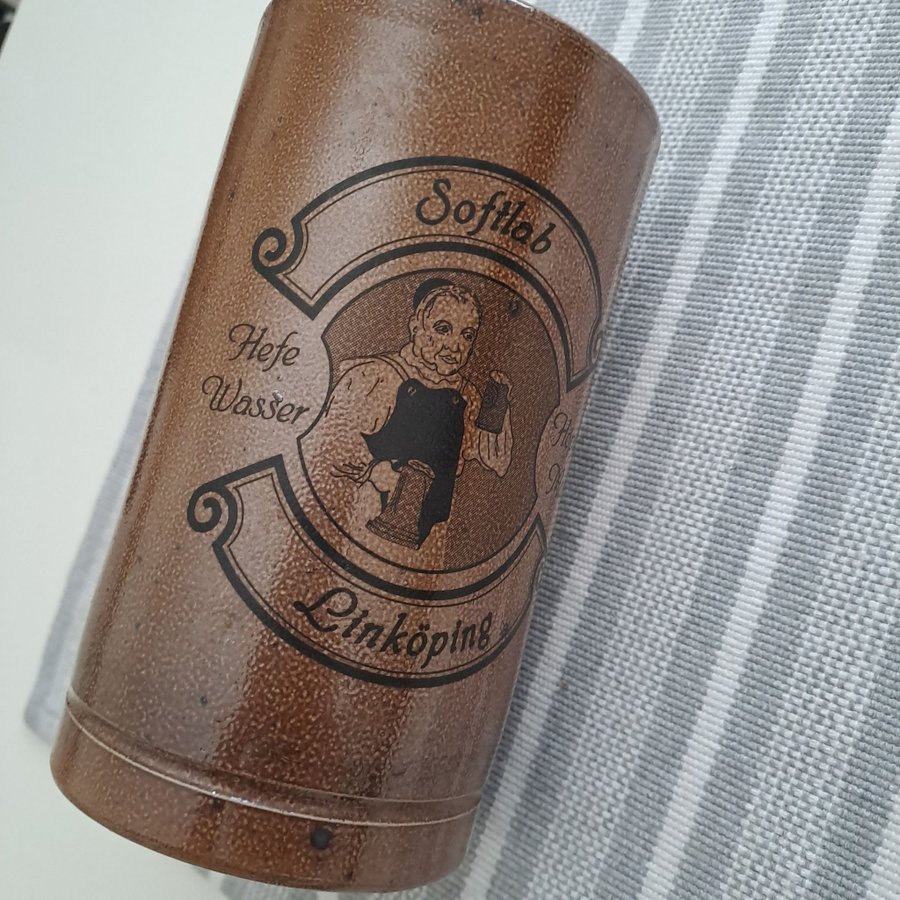 Softlab
Hefe
Wasser
Linköping